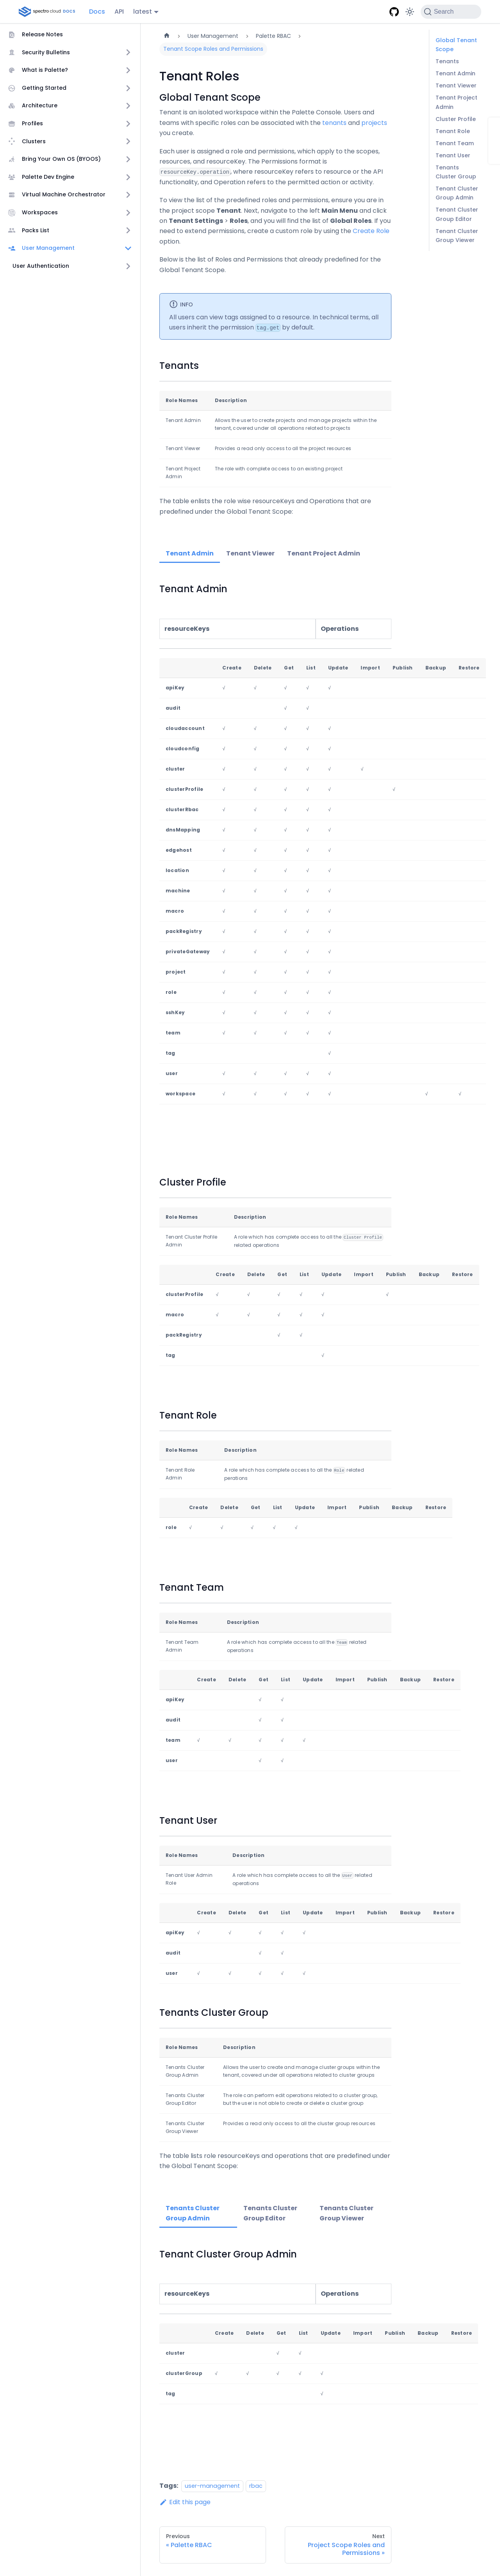 spectro cloud DOCS
Docs
API
latest
Search
Release Notes
Security Bulletins
What is Palette?
Getting Started
Architecture
Profiles
Clusters
Bring Your Own OS (BYOOS)
Palette Dev Engine
Virtual Machine Orchestrator
Workspaces
Packs List
User Management
User Authentication
User Management
Palette RBAC
Tenant Scope Roles and Permissions
Global Tenant Scope
Tenants
Tenant Admin
Tenant Viewer
Tenant Project Admin
Cluster Profile
Tenant Role
Tenant Team
Tenant User
Tenants Cluster Group
Tenant Cluster Group Admin
Tenant Cluster Group Editor
Tenant Cluster Group Viewer
Tenant Roles
Global Tenant Scope
Tenant is an isolated workspace within the Palette Console. Users and
teams with specific roles can be associated with the tenants and projects
you create.
Each user is assigned a role and permissions, which apply to the scopes,
resources, and resourceKey. The Permissions format is
resourceKey.operation, where resourceKey refers to resource or the API
functionality, and Operation refers to the permitted action or activity.
To view the list of the predefined roles and permissions, ensure you are in
the project scope Tenant. Next, navigate to the left Main Menu and click
on Tenant Settings > Roles, and you will find the list of Global Roles. If you
need to extend permissions, create a custom role by using the Create Role
option.
Below is the list of Roles and Permissions that already predefined for the
Global Tenant Scope.
INFO
All users can view tags assigned to a resource. In technical terms, all
users inherit the permission tag.get by default.
Tenants
Role Names Description
Tenant Admin Allows the user to create projects and manage projects within the
tenant, covered under all operations related to projects
Tenant Viewer Provides a read only access to all the project resources
Tenant Project Admin The role with complete access to an existing project
The table enlists the role wise resourceKeys and Operations that are
predefined under the Global Tenant Scope:
Tenant Admin Tenant Viewer Tenant Project Admin
Tenant Admin
resourceKeys Operations
Create Delete Get List Update Import Publish Backup Restore
apiKey √ √ √ √ √
audit √ √
cloudaccount √ √ √ √ √
cloudconfig √ √ √ √ √
cluster √ √ √ √ √ √
clusterProfile √ √ √ √ √ √
clusterRbac √ √ √ √ √
dnsMapping √ √ √ √ √
edgehost √ √ √ √ √
location √ √ √ √ √
machine √ √ √ √ √
macro √ √ √ √ √
packRegistry √ √ √ √ √
privateGateway √ √ √ √ √
project √ √ √ √ √
role √ √ √ √ √
sshKey √ √ √ √ √
team √ √ √ √ √
tag √
user √ √ √ √ √
workspace √ √ √ √ √ √ √
Cluster Profile
Role Names Description
Tenant Cluster Profile Admin A role which has complete access to all the Cluster Profile
related operations
Create Delete Get List Update Import Publish Backup Restore
clusterProfile √ √ √ √ √ √
macro √ √ √ √ √
packRegistry √ √
tag √
Tenant Role
Role Names Description
Tenant Role Admin A role which has complete access to all the Role related
perations
Create Delete Get List Update Import Publish Backup Restore
role √ √ √ √ √
Tenant Team
Role Names Description
Tenant Team Admin A role which has complete access to all the Team related
operations
Create Delete Get List Update Import Publish Backup Restore
apiKey √ √
audit √ √
team √ √ √ √ √
user √ √
Tenant User
Role Names Description
Tenant User Admin Role A role which has complete access to all the User related
operations
Create Delete Get List Update Import Publish Backup Restore
apiKey √ √ √ √ √
audit √ √
user √ √ √ √ √
Tenants Cluster Group
Role Names Description
Tenants Cluster Group Admin Allows the user to create and manage cluster groups within the
tenant, covered under all operations related to cluster groups
Tenants Cluster Group Editor The role can perform edit operations related to a cluster group,
but the user is not able to create or delete a cluster group
Tenants Cluster Group Viewer Provides a read only access to all the cluster group resources
The table lists role resourceKeys and operations that are predefined under
the Global Tenant Scope:
Tenants Cluster Group Admin
Tenants Cluster Group Editor
Tenants Cluster Group Viewer
Tenant Cluster Group Admin
resourceKeys Operations
Create Delete Get List Update Import Publish Backup Restore
cluster √ √
clusterGroup √ √ √ √ √
tag √
Tags: user-management rbac
Edit this page
Previous
« Palette RBAC
Next
Project Scope Roles and Permissions »